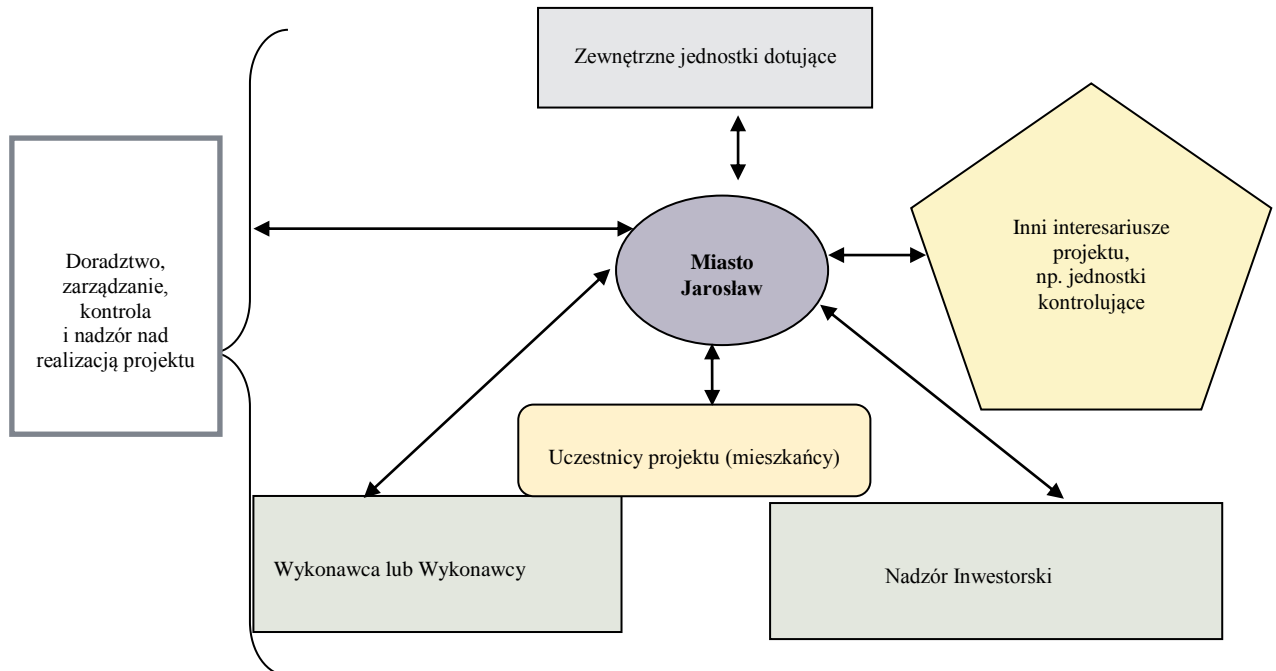 Zewnętrzne jednostki dotujące
Doradztwo,
zarządzanie,
kontrola
i nadzór nad
realizacją projektu
Miasto
Jarosław
Inni interesariusze
projektu,
np. jednostki
kontrolujące
Uczestnicy projektu (mieszkańcy)
Wykonawca lub Wykonawcy
Nadzór Inwestorski